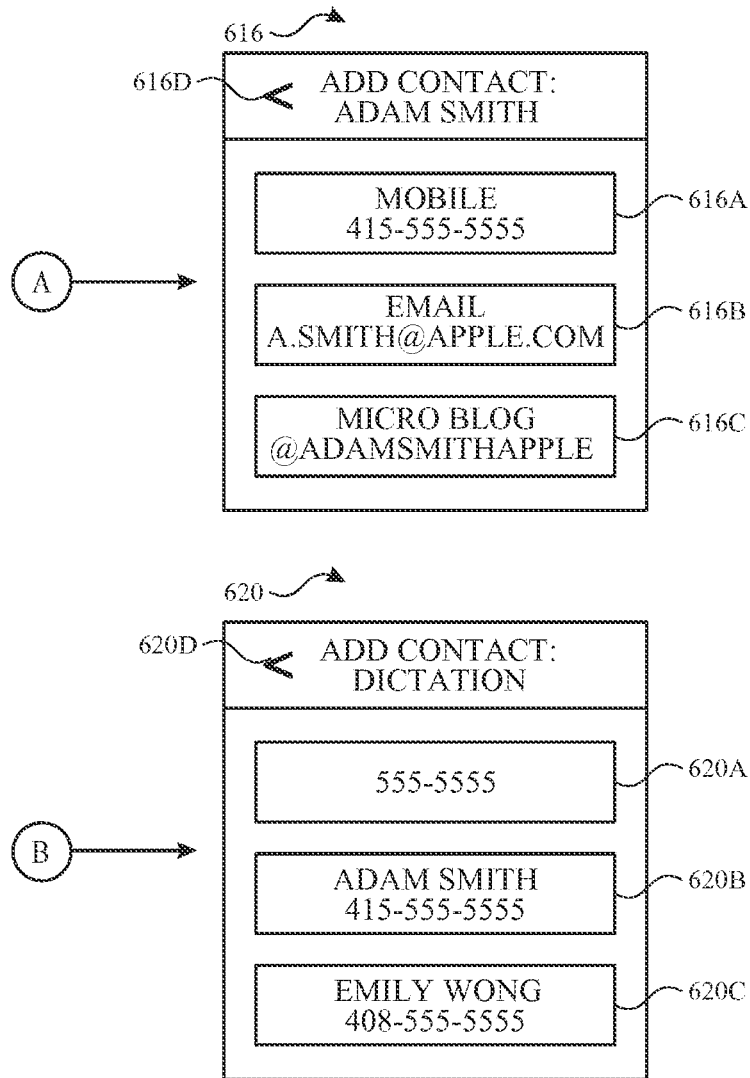 616
616D
ADD CONTACT:
ADAM SMITH
MOBILE
415-555-5555
616A
A
EMAIL
A.SMITH@APPLE.COM
616B
MICRO BLOG
@ADAMSMITHAPPLE
616C
620
620D
ADD CONTACT:
DICTATION
555-5555
620A
B
ADAM SMITH
415-555-5555
620B
EMILY WONG
408-555-5555
620C